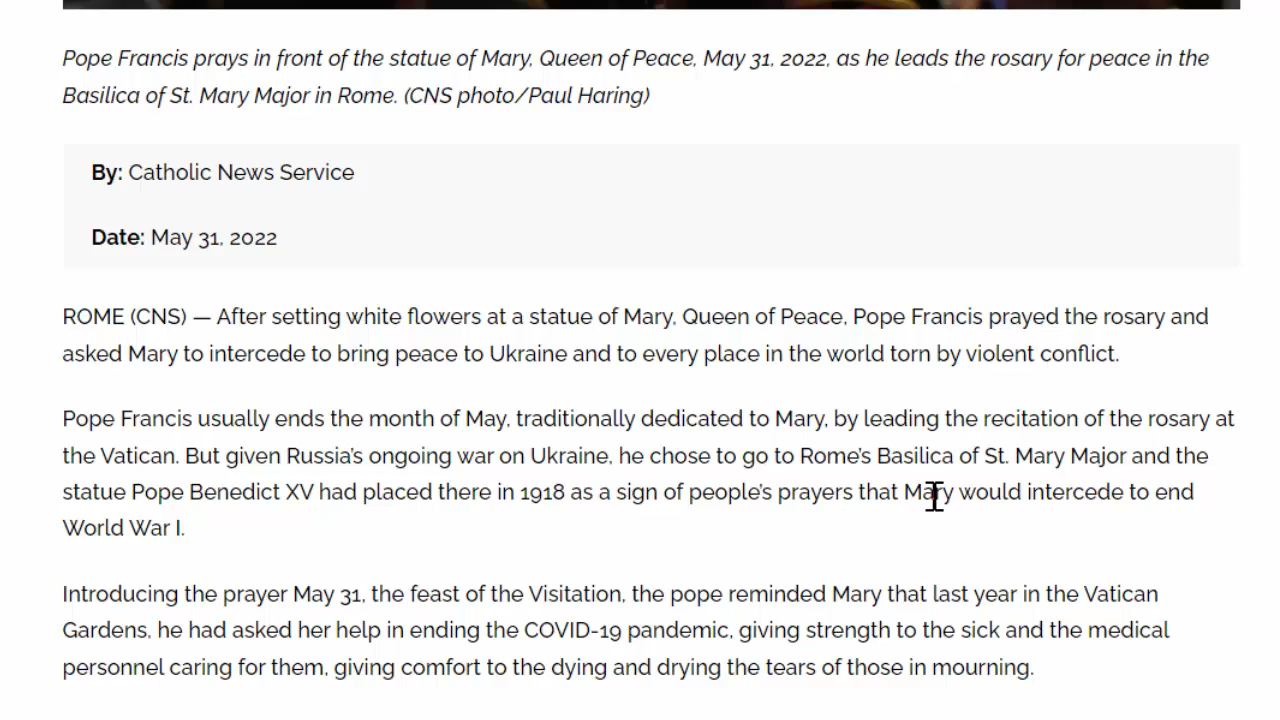 Pope Francis prays in front of the statue of Mary, Queen of Peace, May 31, 2022, as he leads the rosary for peace in the
Basilica of St. Mary Major in Rome. (CNS photo/Paul Haring)
By: Catholic News Service
Date: May 31, 2022
ROME (CNS) — After setting white flowers at a statue of Mary, Queen of Peace, Pope Francis prayed the rosary and
asked Mary to intercede to bring peace to Ukraine and to every place in the world torn by violent conflict.
Pope Francis usually ends the month of May, traditionally dedicated to Mary, by leading the recitation of the rosary at
the Vatican. But given Russia’s ongoing war on Ukraine, he chose to go to Rome’s Basilica of St. Mary Major and the
statue Pope Benedict XV had placed there in 1918 as a sign of people’s prayers that Mary would intercede to end
World War I.
Introducing the prayer May 31, the feast of the Visitation, the pope reminded Mary that last year in the Vatican
Gardens, he had asked her help in ending the COVID-19 pandemic, giving strength to the sick and the medical
personnel caring for them, giving comfort to the dying and drying the tears of those in mourning.